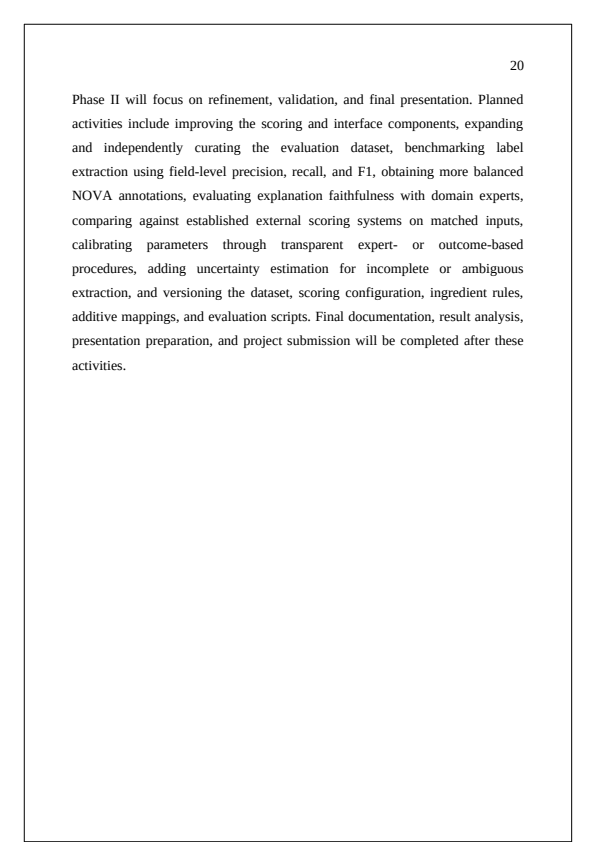 20
Phase II will focus on refinement, validation, and final presentation. Planned
activities include improving the scoring and interface components, expanding
and independently curating the evaluation dataset, benchmarking label
extraction using field-level precision, recall, and F1, obtaining more balanced
NOVA annotations, evaluating explanation faithfulness with domain experts,
comparing against established external scoring systems on matched inputs,
calibrating parameters through transparent expert- or outcome-based
procedures, adding uncertainty estimation for incomplete or ambiguous
extraction, and versioning the dataset, scoring configuration, ingredient rules,
additive mappings, and evaluation scripts. Final documentation, result analysis,
presentation preparation, and project submission will be completed after these
activities.